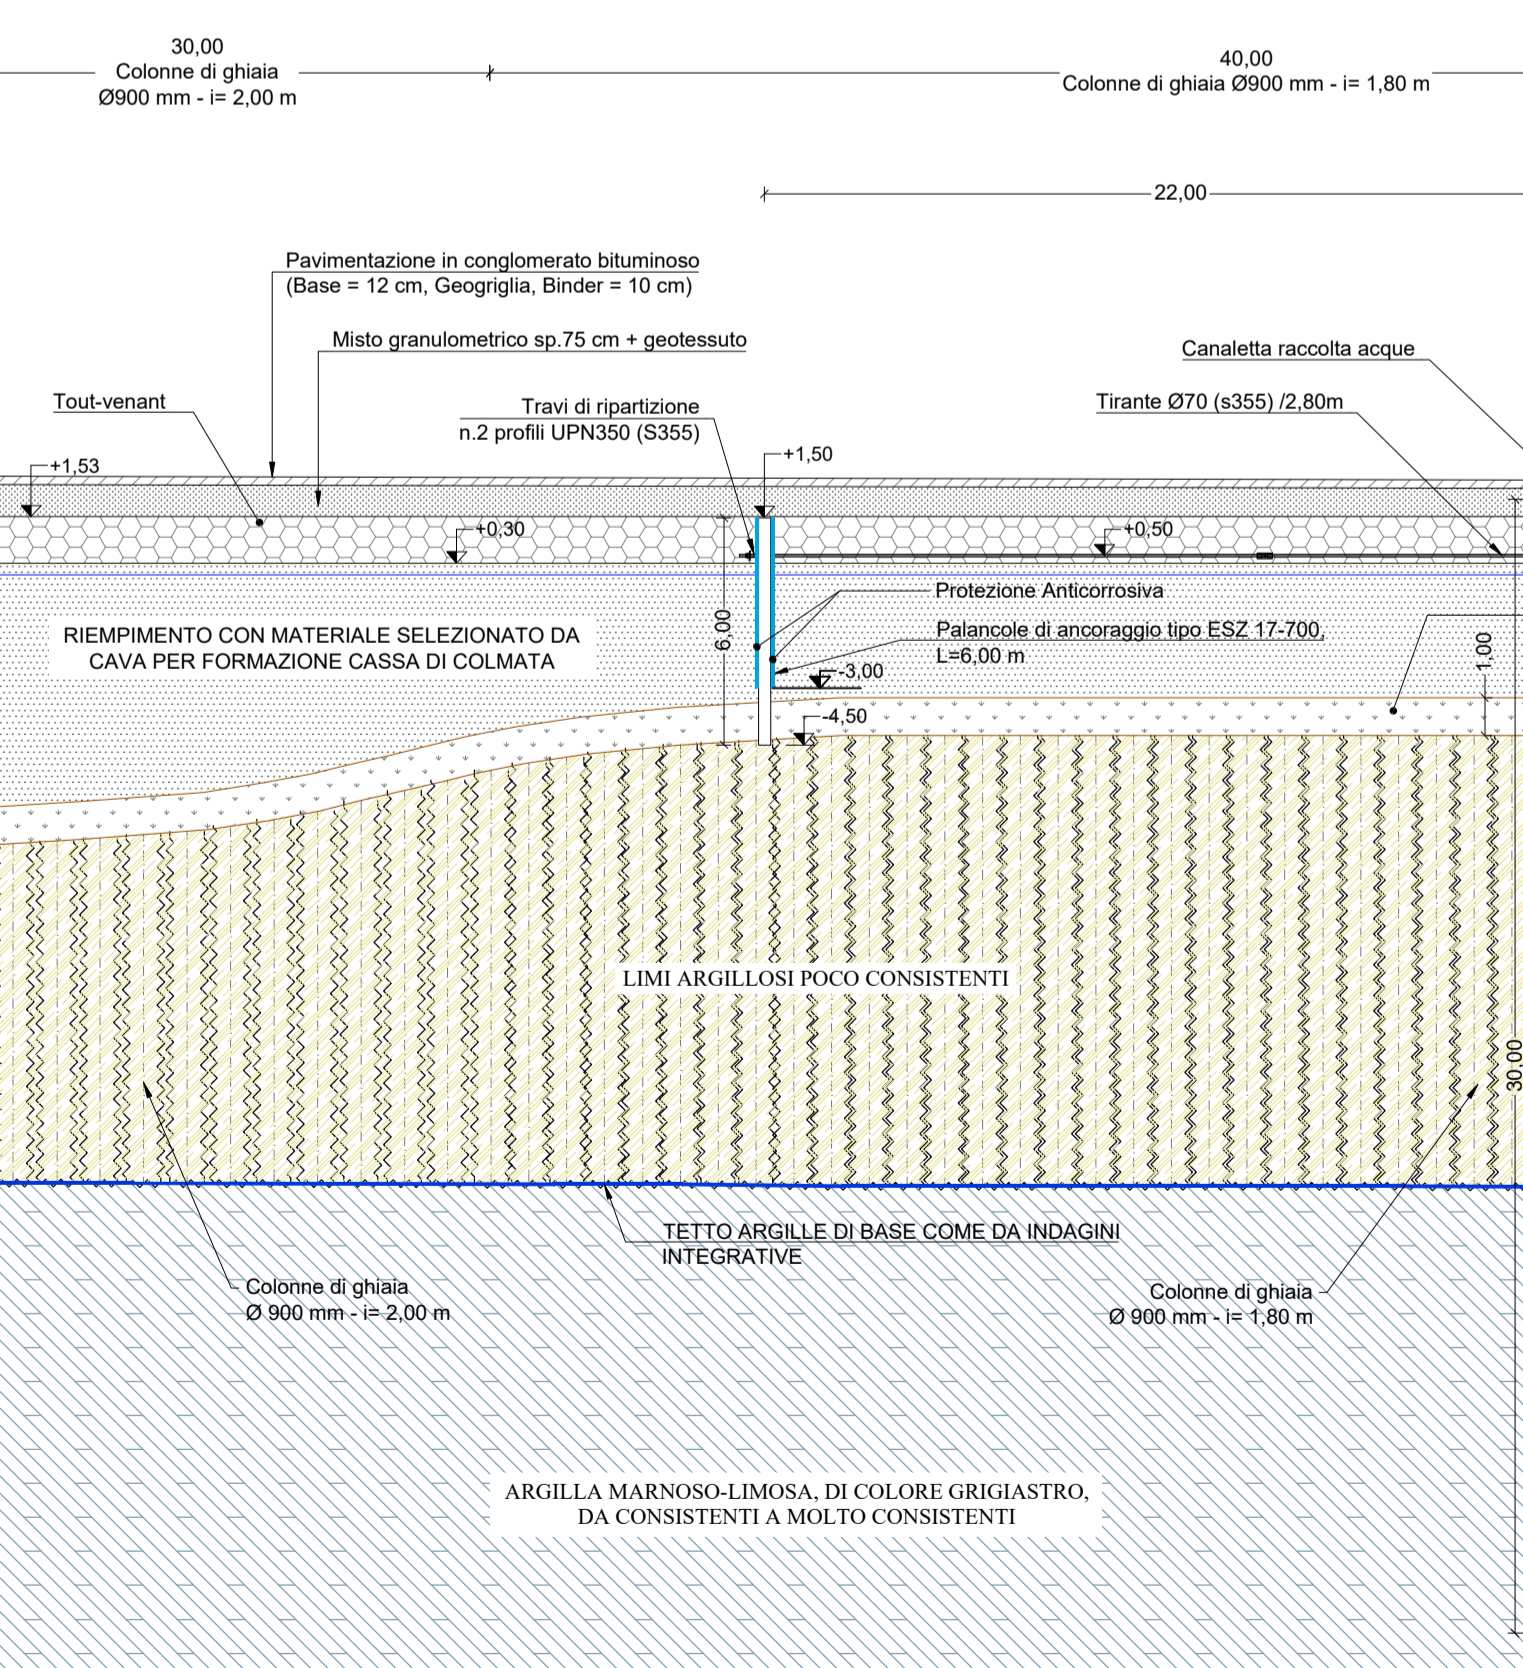 30,00
Colonne di ghiaia
Ø900 mm - i= 2,00 m
40,00
Colonne di ghiaia Ø900 mm - i= 1,80 m
22,00
Pavimentazione in conglomerato bituminoso
(Base = 12 cm, Geogriglia, Binder = 10 cm)
Misto granulometrico sp.75 cm + geotessuto
Canaletta raccolta acque
Tout-venant
Travi di ripartizione
n.2 profili UPN350 (S355)
Tirante Ø70 (s355) /2,80m
+1,53
+1,50
+0,30
+0,50
Protezione Anticorrosiva
6,00
RIEMPIMENTO CON MATERIALE SELEZIONATO DA
CAVA PER FORMAZIONE CASSA DI COLMATA
Palancole di ancoraggio tipo ESZ 17-700,
L=6,00 m
1,00
-3,00
-4,50
LIMI ARGILLOSI POCO CONSISTENTI
30.00
TETTO ARGILLE DI BASE COME DA INDAGINI
INTEGRATIVE
Colonne di ghiaia
Ø 900 mm - i= 2,00 m
Colonne di ghiaia
Ø 900 mm - i= 1,80 m
ARGILLA MARNOSO-LIMOSA, DI COLORE GRIGIASTRO,
DA CONSISTENTI A MOLTO CONSISTENTI